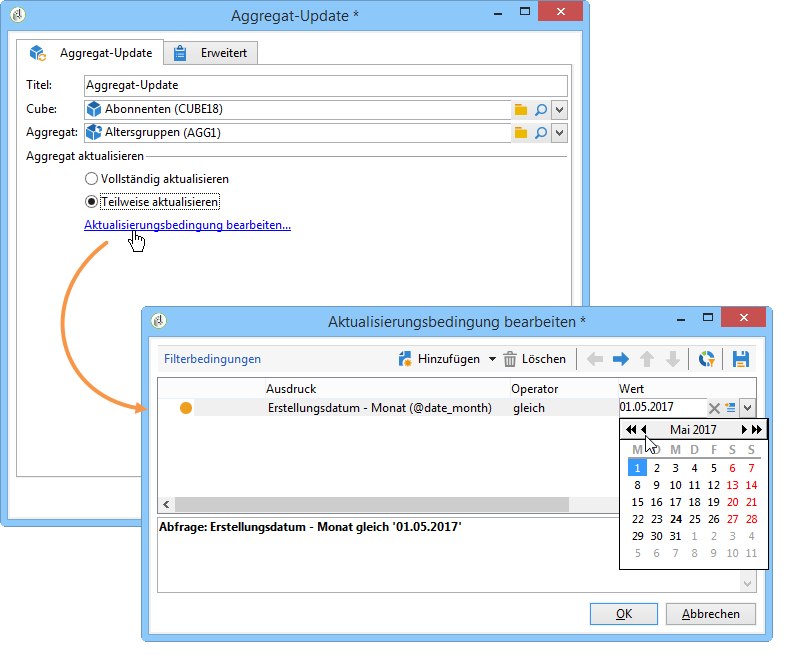 Aggregat-Update *
Aggregat-Update
Erweitert
Titel: Aggregat-Update
Cube: Abonnenten (CUBE18)
Aggregat: Altersgruppen (AGG1)
Aggregat aktualisieren
Vollständig aktualisieren
Teilweise aktualisieren
Aktualisierungsbedingung bearbeiten...
Aktualisierungsbedingung bearbeiten *
Filterbedingungen Hinzufügen Löschen
Ausdruck Operator Wert
Erstellungsdatum - Monat (@date_month) gleich 01.05.2017
Mai 2017
M D M D F S S
1 2 3 4 5 6 7
8 9 10 11 12 13 14
15 16 17 18 19 20 21
22 23 24 25 26 27 28
29 30 31 1 2 3 4
5 6 7 8 9 10 11
Abfrage: Erstellungsdatum - Monat gleich '01.05.2017'
OK Abbrechen